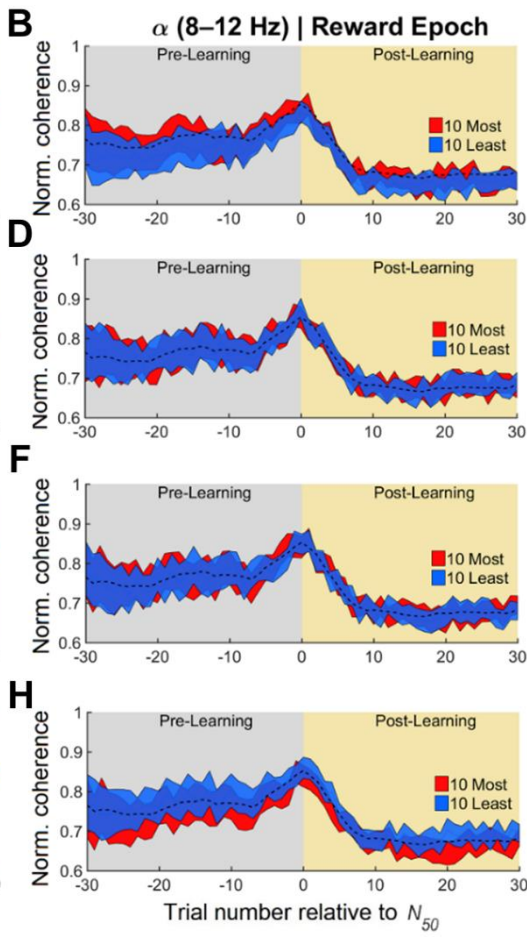 B
α (8–12 Hz) | Reward Epoch
Pre-Learning Post-Learning
Norm. coherence
1
0.9
0.8
0.7
0.6
10 Most
10 Least
-30 -20 -10 0 10 20 30
D
Pre-Learning Post-Learning
Norm. coherence
1
0.9
0.8
0.7
0.6
10 Most
10 Least
-30 -20 -10 0 10 20 30
F
Pre-Learning Post-Learning
Norm. coherence
1
0.9
0.8
0.7
0.6
10 Most
10 Least
-30 -20 -10 0 10 20 30
H
Pre-Learning Post-Learning
Norm. coherence
1
0.9
0.8
0.7
0.6
10 Most
10 Least
-30 -20 -10 0 10 20 30
Trial number relative to N50